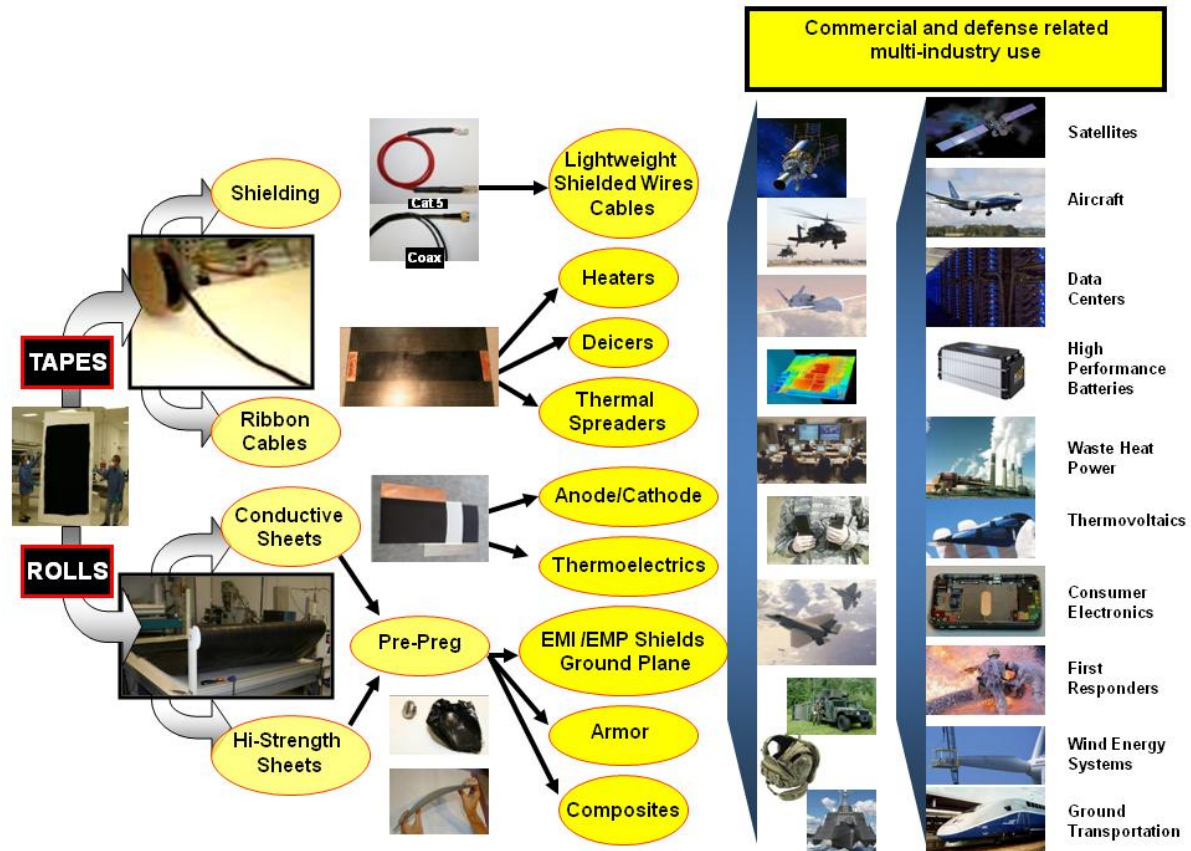 Commercial and defense related
multi-industry use
Shielding
TAPES
Ribbon
Cables
Conductive
Sheets
ROLLS
Hi-Strength
Sheets
Pre-Preg
Cat 5
Coax
Lightweight
Shielded Wires
Cables
Heaters
Deicers
Thermal
Spreaders
Anode/Cathode
Thermoelectrics
EMI /EMP Shields
Ground Plane
Armor
Composites
Satellites
Aircraft
Data
Centers
High
Performance
Batteries
Waste Heat
Power
Thermovoltaics
Consumer
Electronics
First
Responders
Wind Energy
Systems
Ground
Transportation